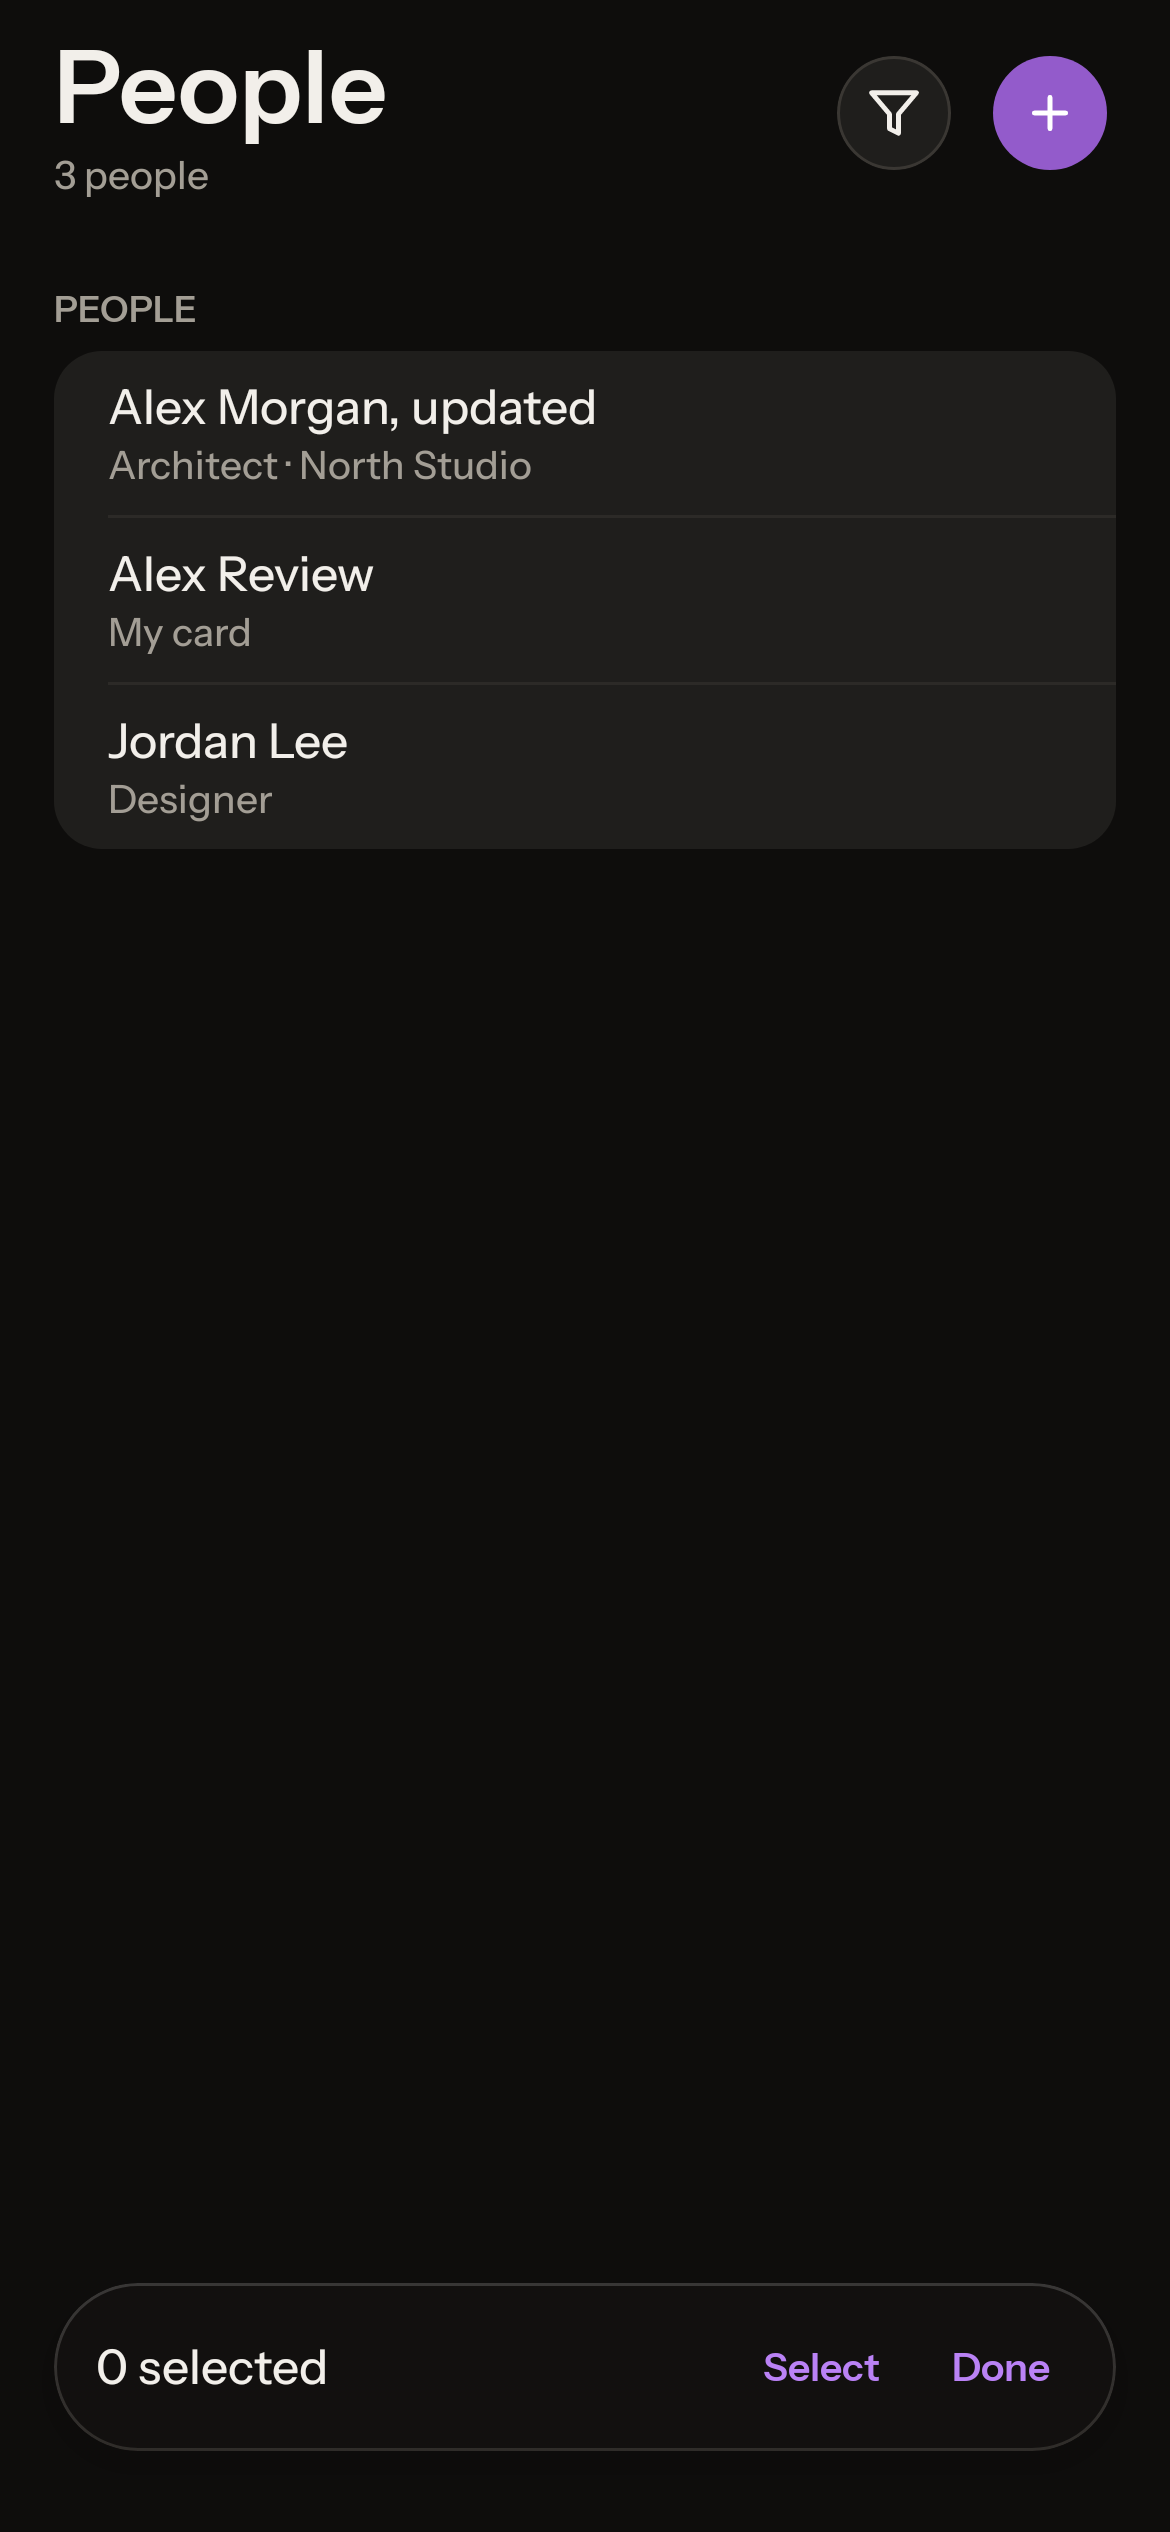 People
3 people
PEOPLE
Alex Morgan, updated
Architect · North Studio
Alex Review
My card
Jordan Lee
Designer
0 selected
Select
Done